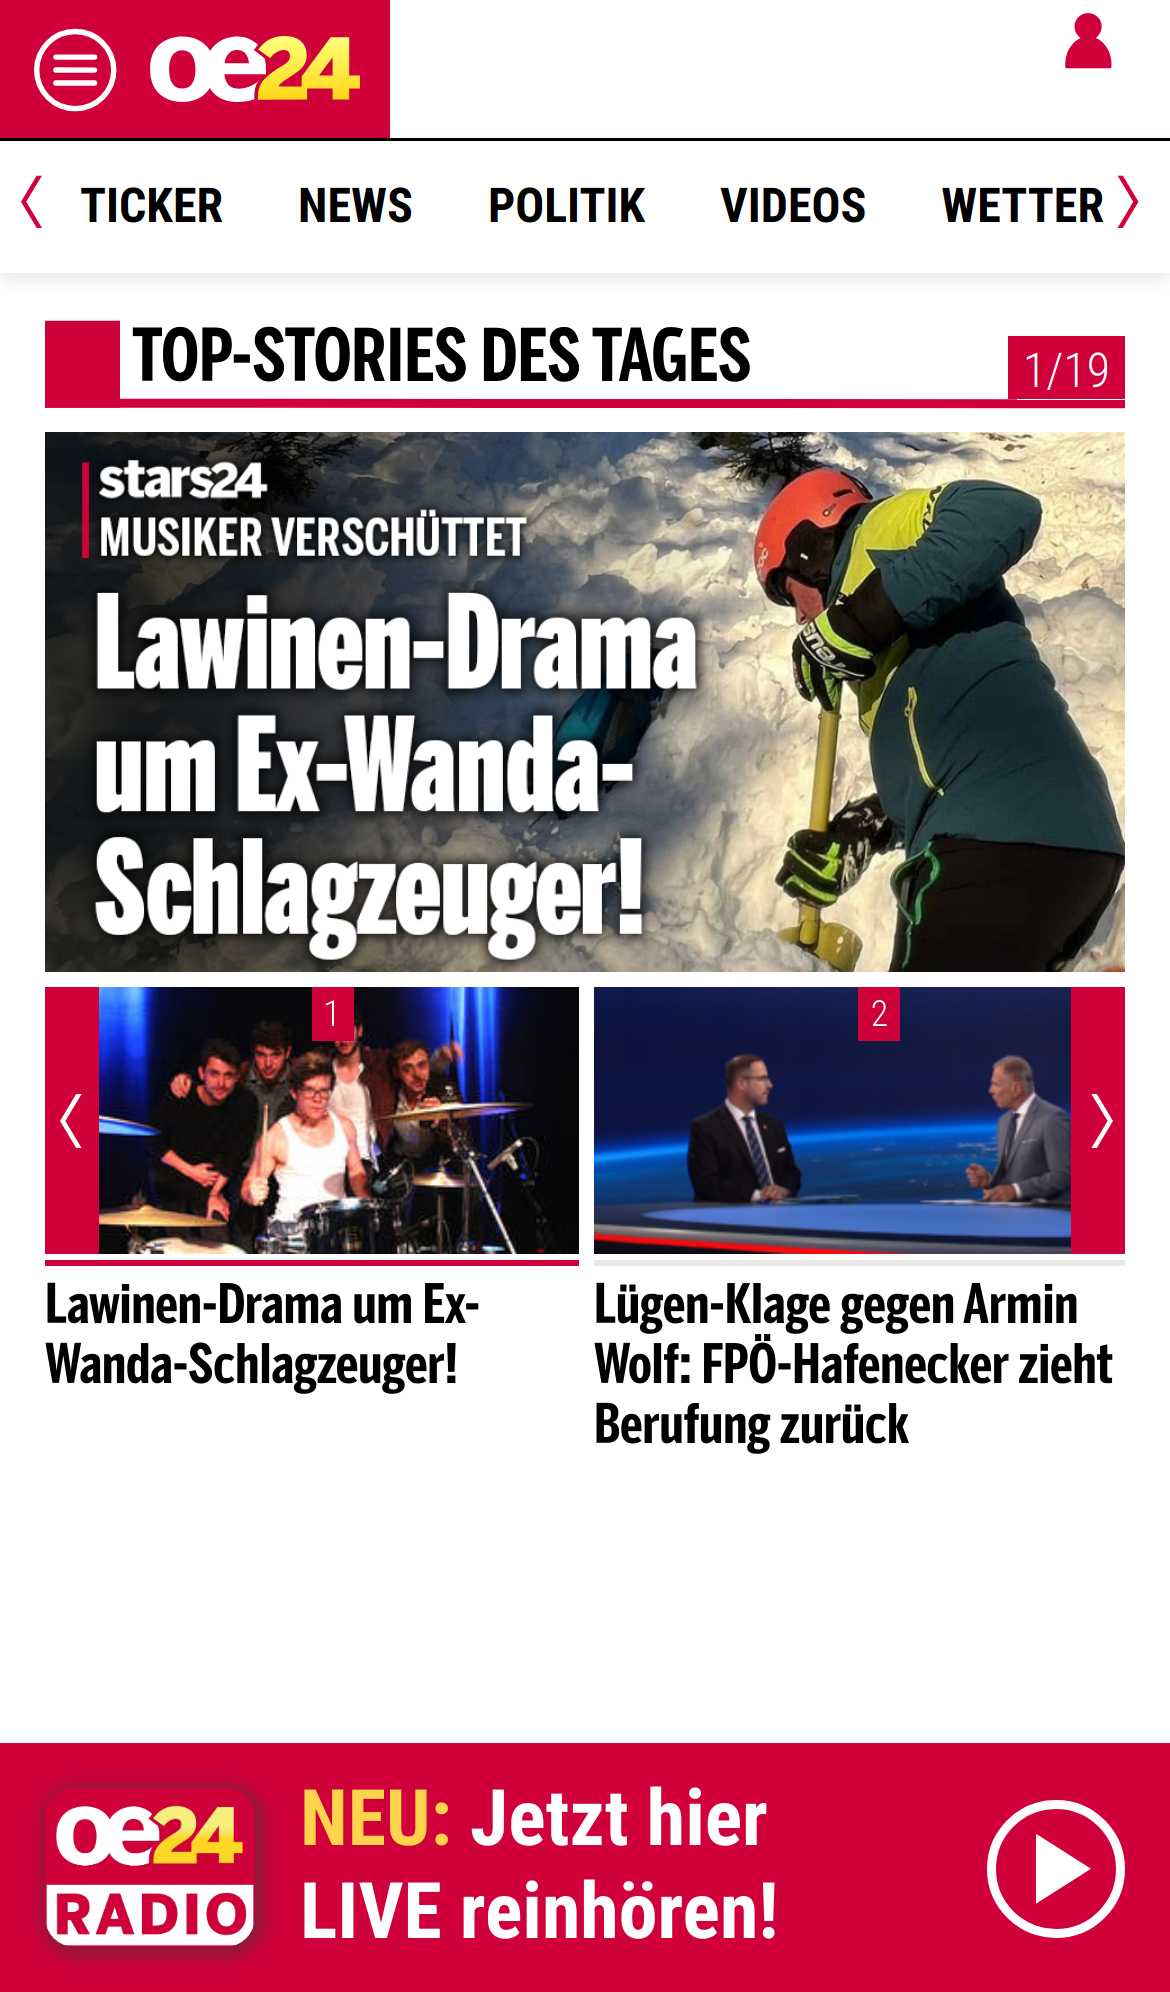 oe24
TICKER NEWS POLITIK VIDEOS WETTER
TOP-STORIES DES TAGES
1/19
stars24
MUSIKER VERSCHÜTTET
Lawinen-Drama
um Ex-Wanda-
Schlagzeuger!
1
Lawinen-Drama um Ex-
Wanda-Schlagzeuger!
2
Lügen-Klage gegen Armin
Wolf: FPÖ-Hafenecker zieht
Berufung zurück
oe24
RADIO
NEU: Jetzt hier
LIVE reinhören!